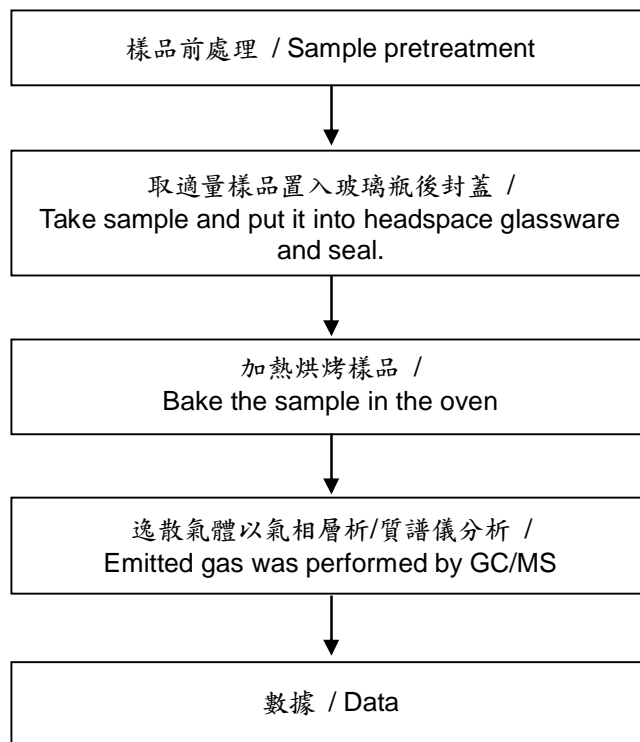 樣品前處理 / Sample pretreatment
取適量樣品置入玻璃瓶後封蓋 /
Take sample and put it into headspace glassware
and seal.
加熱烘烤樣品 /
Bake the sample in the oven
逸散氣體以氣相層析/質譜儀分析 /
Emitted gas was performed by GC/MS
數據 / Data